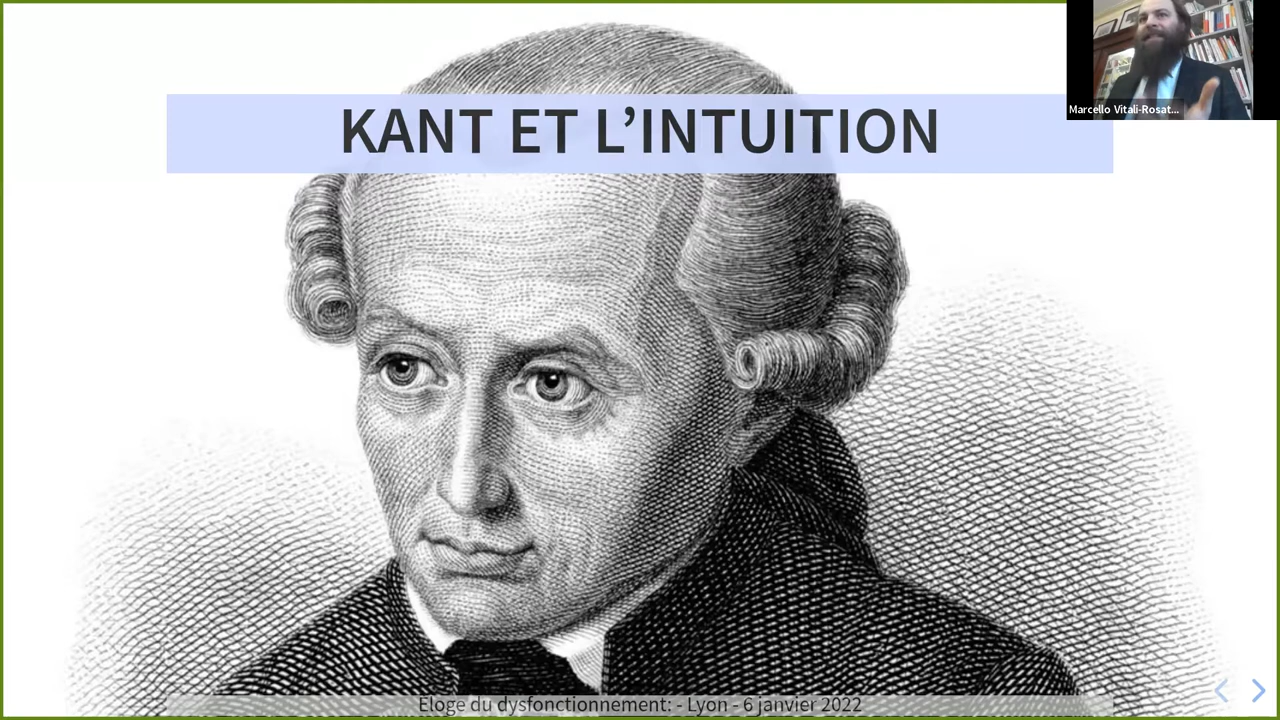 KANT ET L’INTUITION
Marcello Vitali-Rosat...
Eloge du dysfonctionnement: - Lyon - 6 janvier 2022